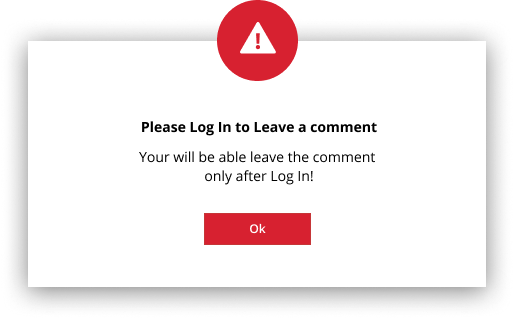 Please Log In to Leave a comment
Your will be able leave the comment
only after Log In!
Ok